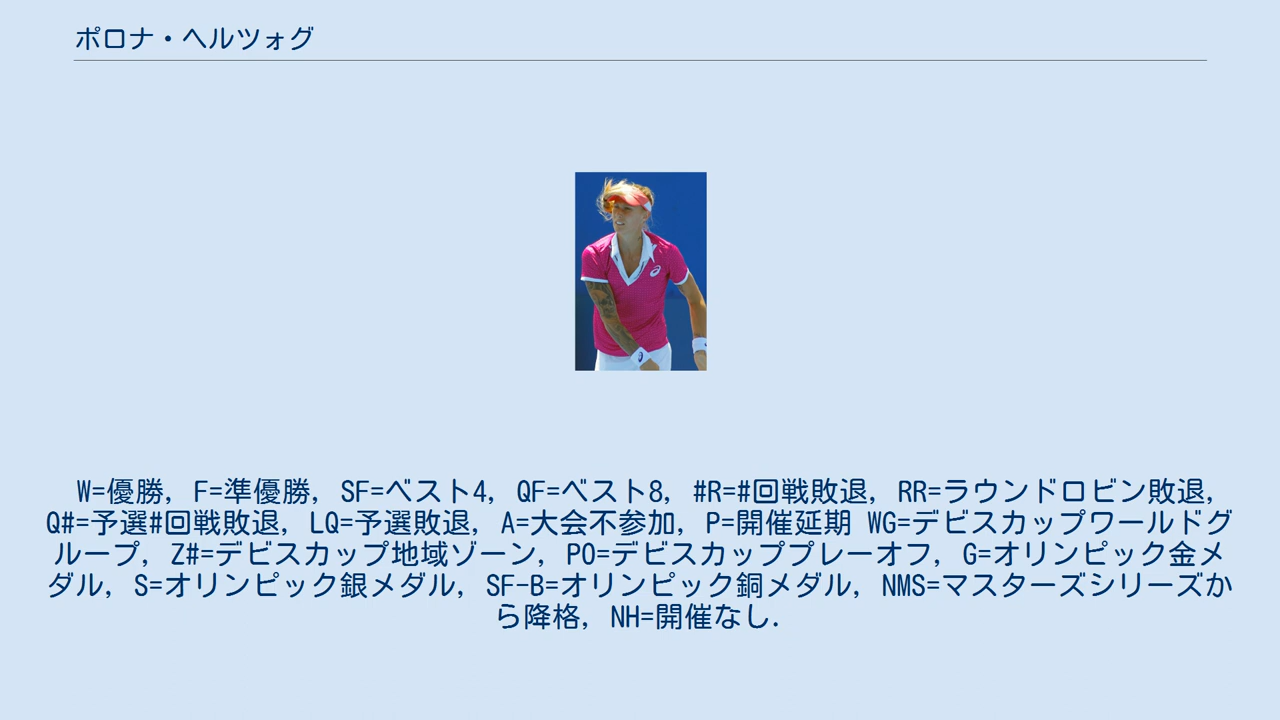 ポロナ・ヘルツォグ
W=優勝, F=準優勝, SF=ベスト4, QF=ベスト8, #R=#回戦敗退, RR=ラウンドロビン敗退,
Q#=予選#回戦敗退, LQ=予選敗退, A=大会不参加, P=開催延期 WG=デビスカップワールドグ
ループ, Z#=デビスカップ地域ゾーン, PO=デビスカッププレーオフ, G=オリンピック金メ
ダル, S=オリンピック銀メダル, SF-B=オリンピック銅メダル, NMS=マスターズシリーズか
ら降格, NH=開催なし.